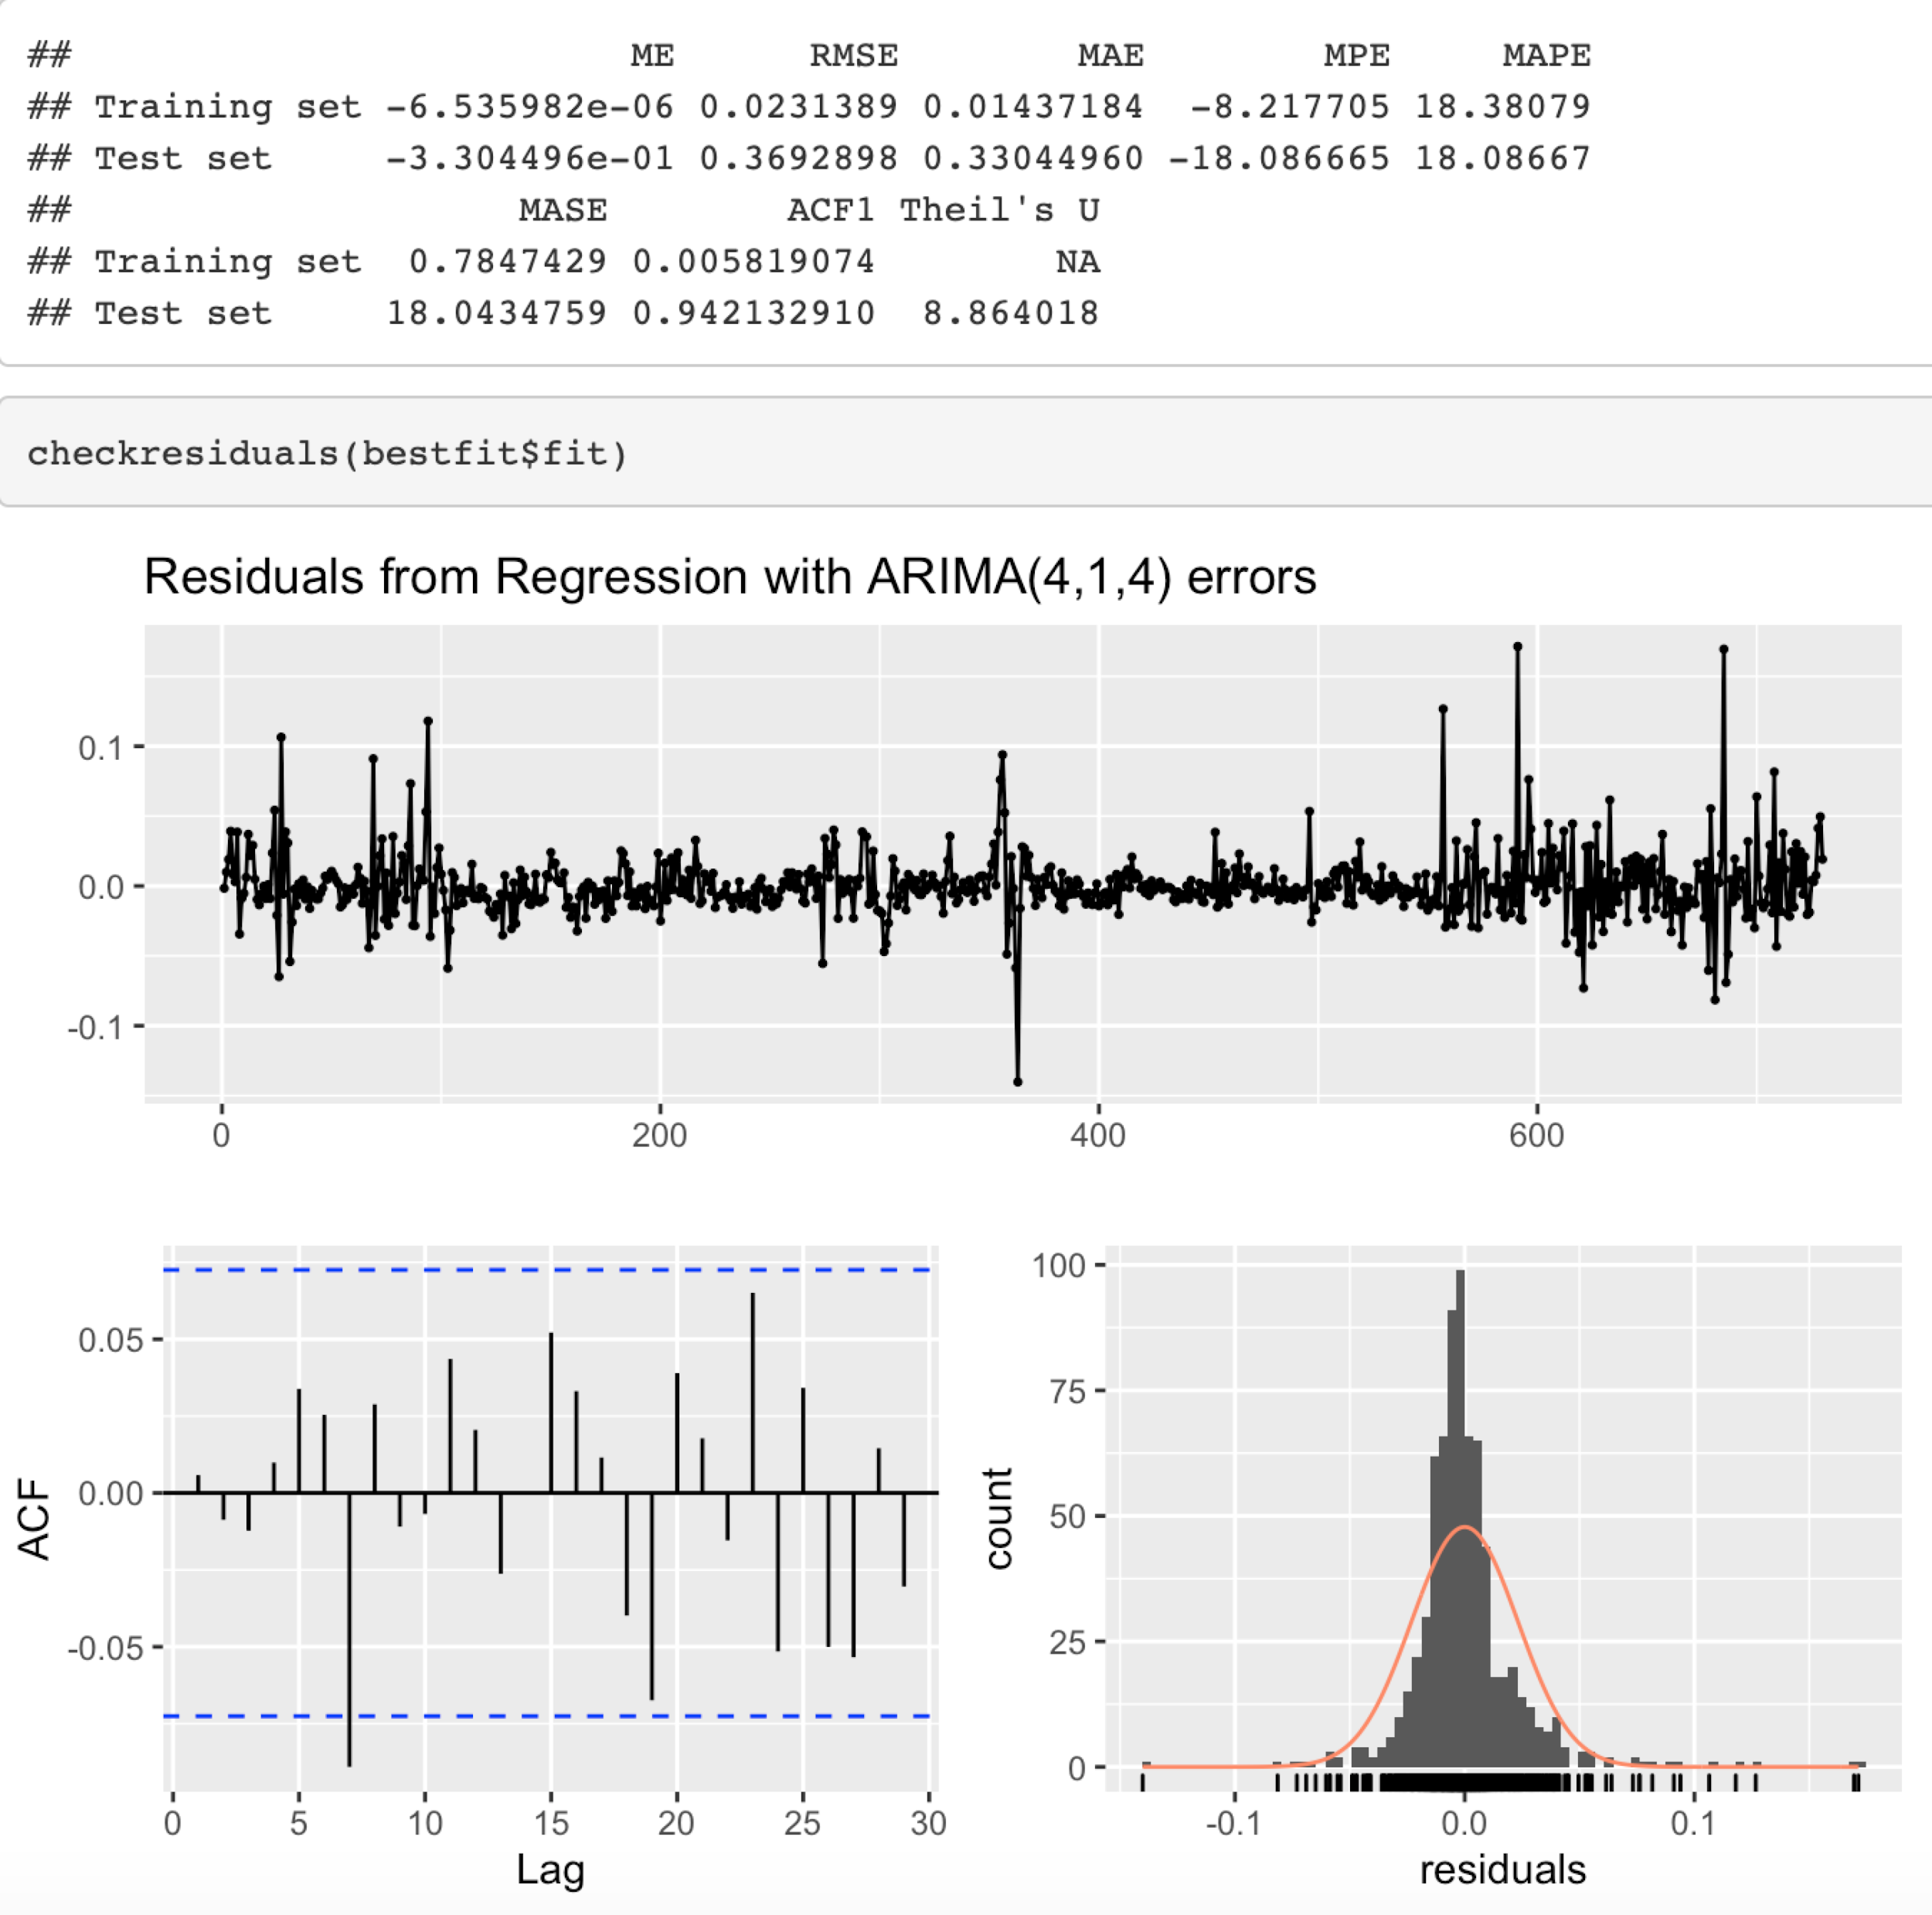 ##                                 ME      RMSE        MAE        MPE     MAPE
## Training set -6.535982e-06 0.0231389 0.01437184  -8.217705 18.38079
## Test set     -3.304496e-01 0.3692898 0.33044960 -18.086665 18.08667
##                    MASE        ACF1 Theil's U
## Training set  0.7847429 0.005819074        NA
## Test set     18.0434759 0.942132910  8.864018
checkresiduals(bestfit$fit)
Residuals from Regression with ARIMA(4,1,4) errors
0.1
0.0
-0.1
0 200 400 600
ACF
0.05
0.00
-0.05
0 5 10 15 20 25 30
Lag
count
100
75
50
25
0
-0.1 0.0 0.1
residuals